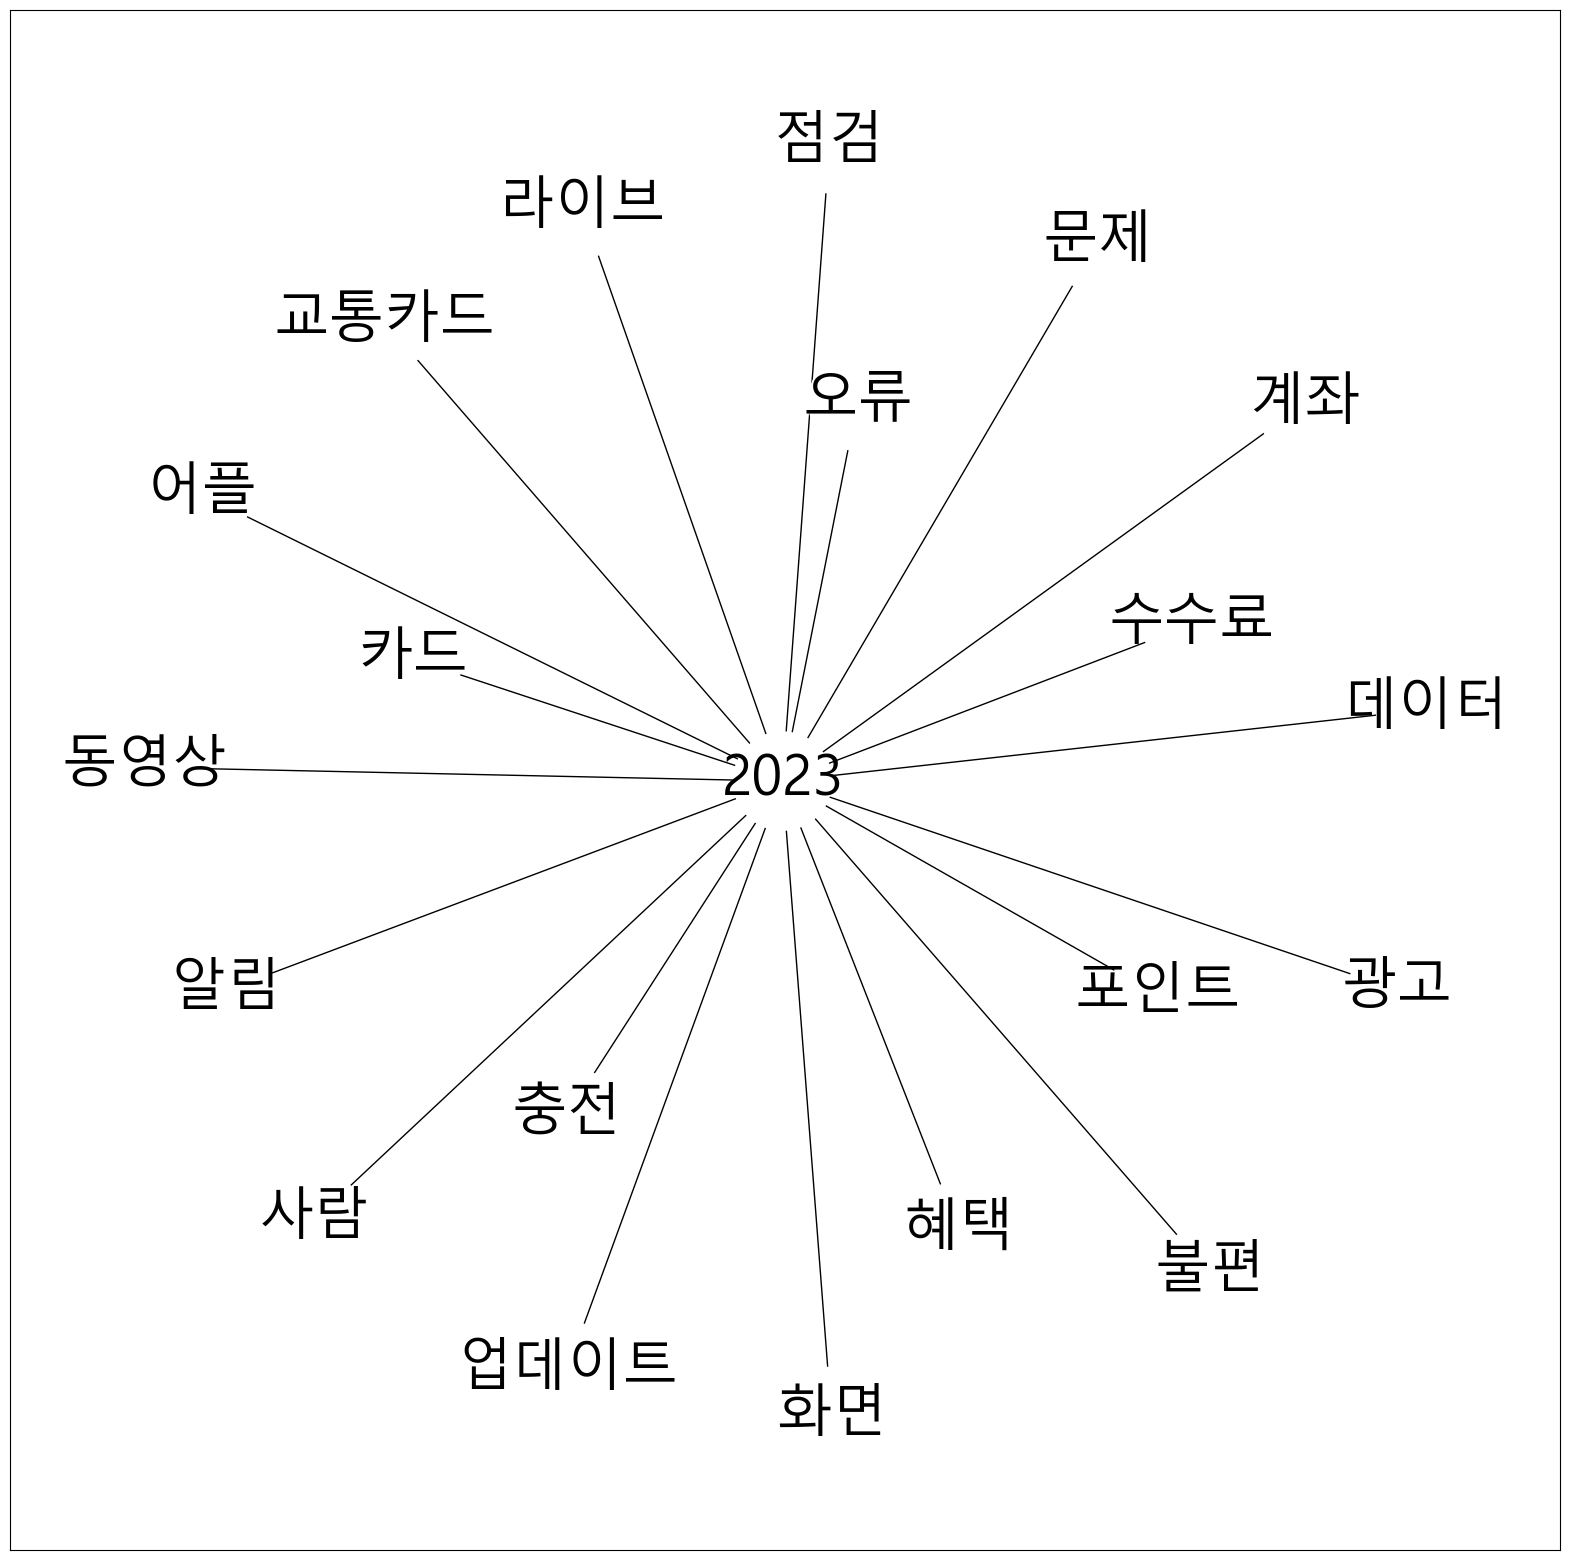 점검
라이브
문제
교통카드
오류
계좌
어플
수수료
카드
데이터
동영상
2023
알림
광고
포인트
충전
사람
혜택
불편
업데이트
화면